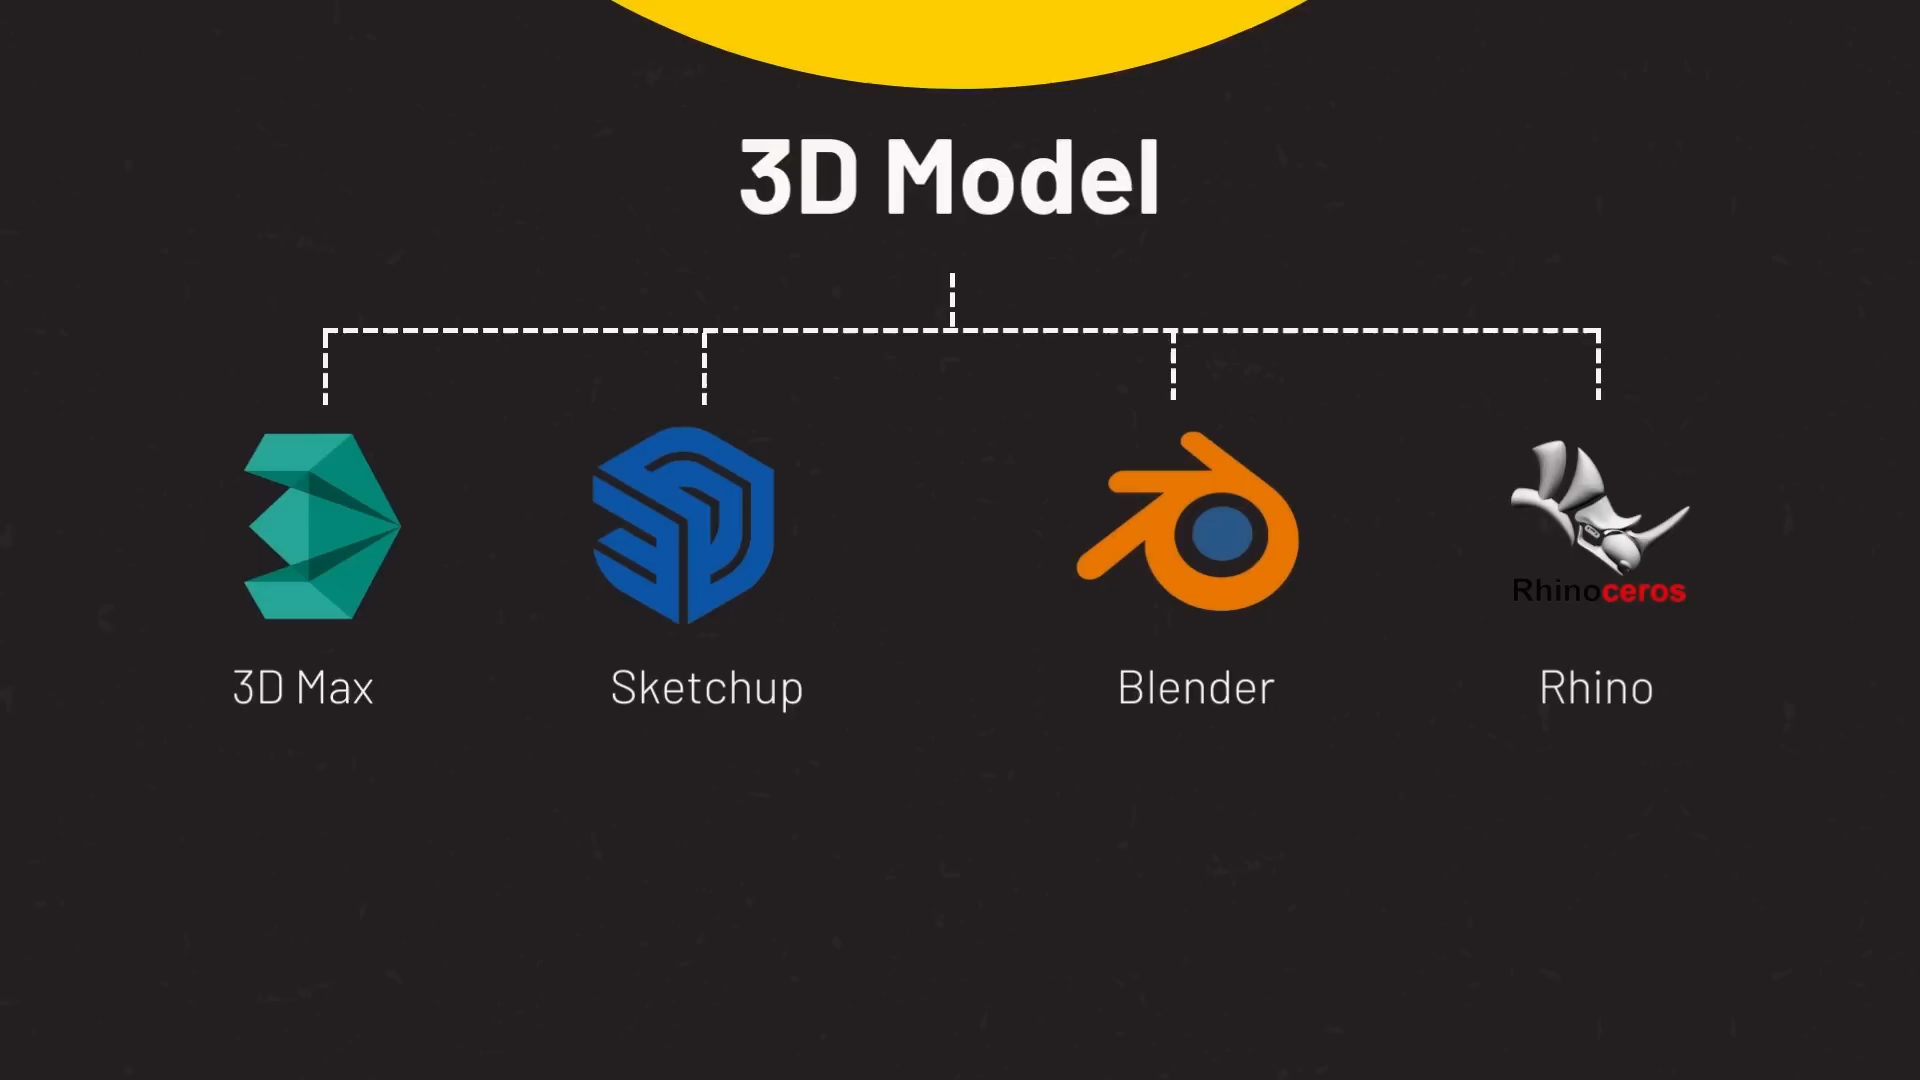 3D Model
Rhinoceros
3D Max
Sketchup
Blender
Rhino